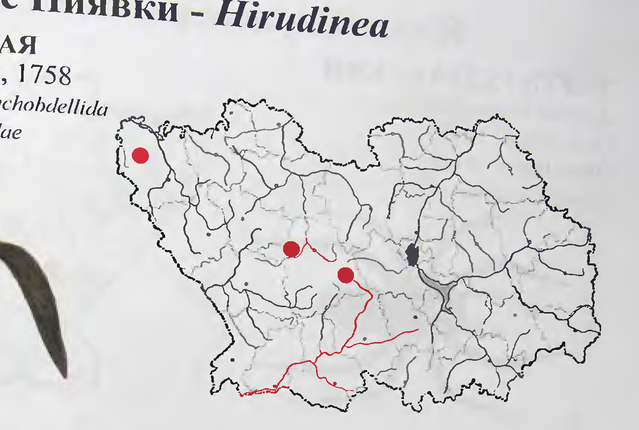 с Пиявки - Hirudinea
АЯ
, 1758
chobdellida
dae